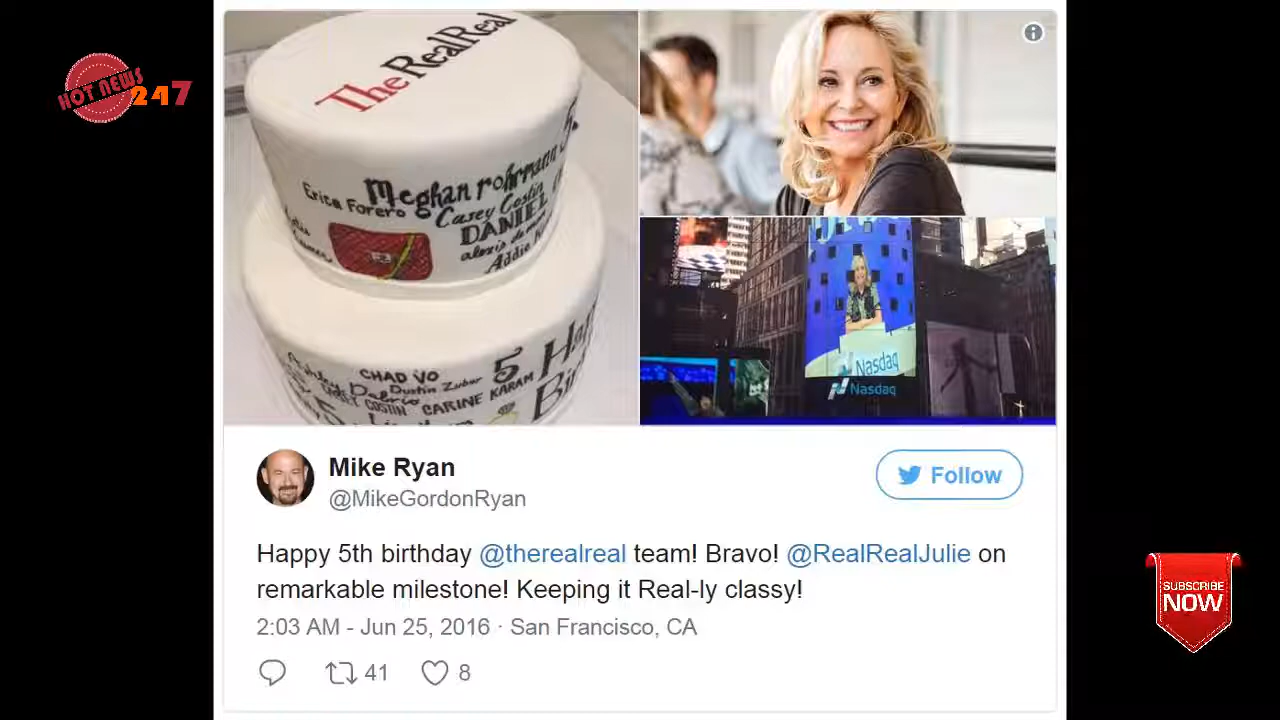 HOT NEWS
247
The RealReal
Erica Forero
Meghan rohrmann
Casey Costin
DANIEL
5
CHAD VO
Dustin Zuber
COSTIN
CARINE KARAM
Nasdaq
Nasdaq
Mike Ryan
@MikeGordonRyan
Follow
Happy 5th birthday @therealreal team! Bravo! @RealRealJulie on
remarkable milestone! Keeping it Real-ly classy!
2:03 AM - Jun 25, 2016 · San Francisco, CA
41
8
SUBSCRIBE
NOW